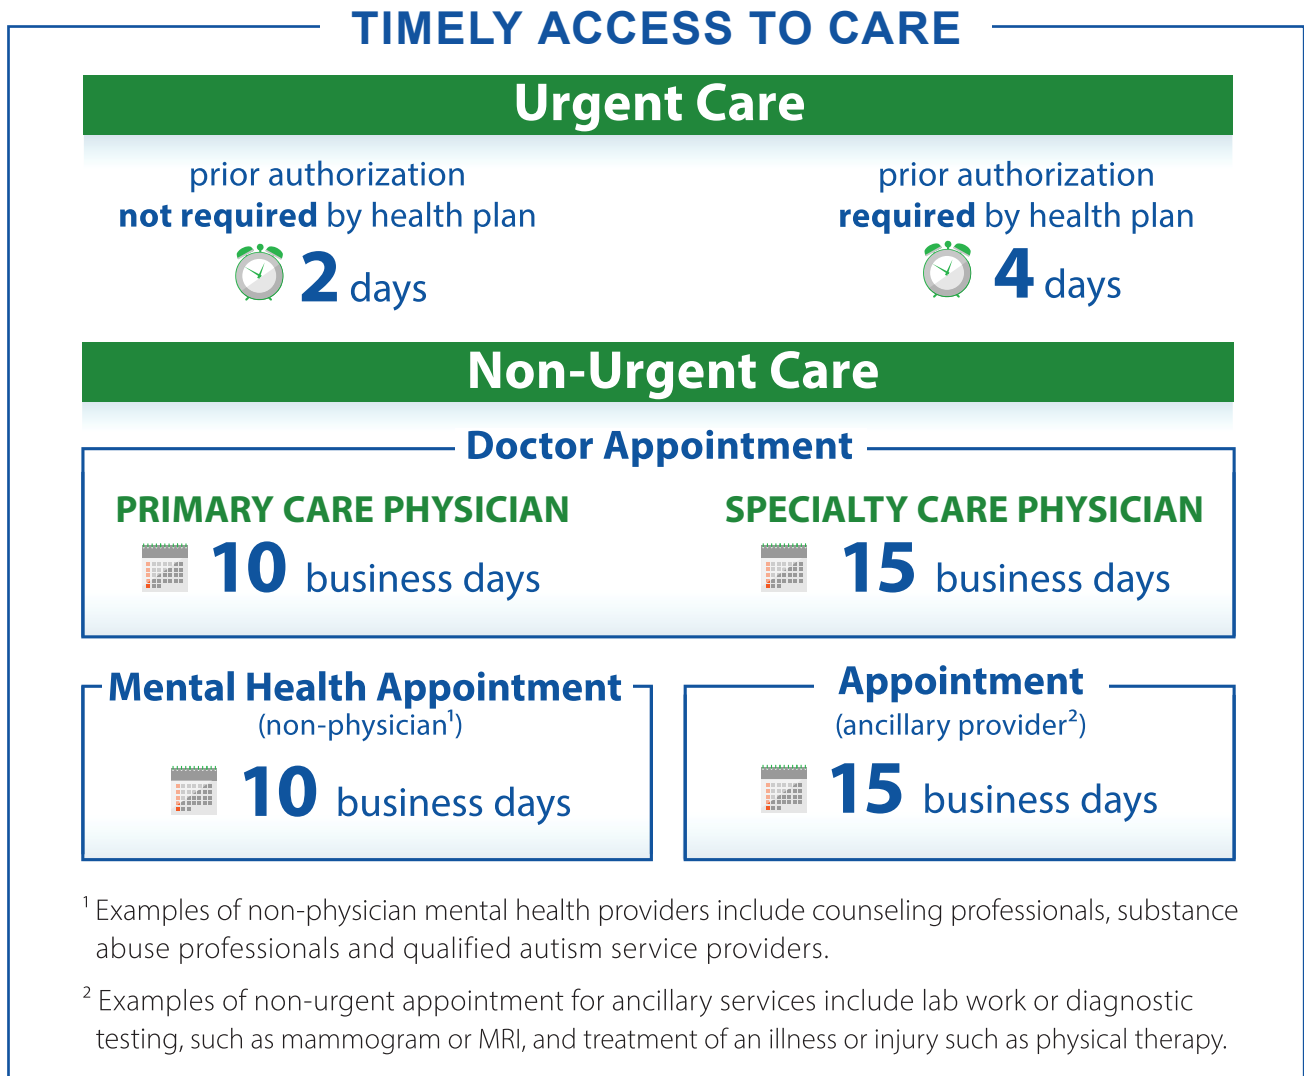 TIMELY ACCESS TO CARE
Urgent Care
prior authorization
not required by health plan
2 days
prior authorization
required by health plan
4 days
Non-Urgent Care
Doctor Appointment
PRIMARY CARE PHYSICIAN
10 business days
SPECIALTY CARE PHYSICIAN
15 business days
Mental Health Appointment
(non-physician¹)
10 business days
Appointment
(ancillary provider²)
15 business days
¹ Examples of non-physician mental health providers include counseling professionals, substance
abuse professionals and qualified autism service providers.
² Examples of non-urgent appointment for ancillary services include lab work or diagnostic
testing, such as mammogram or MRI, and treatment of an illness or injury such as physical therapy.